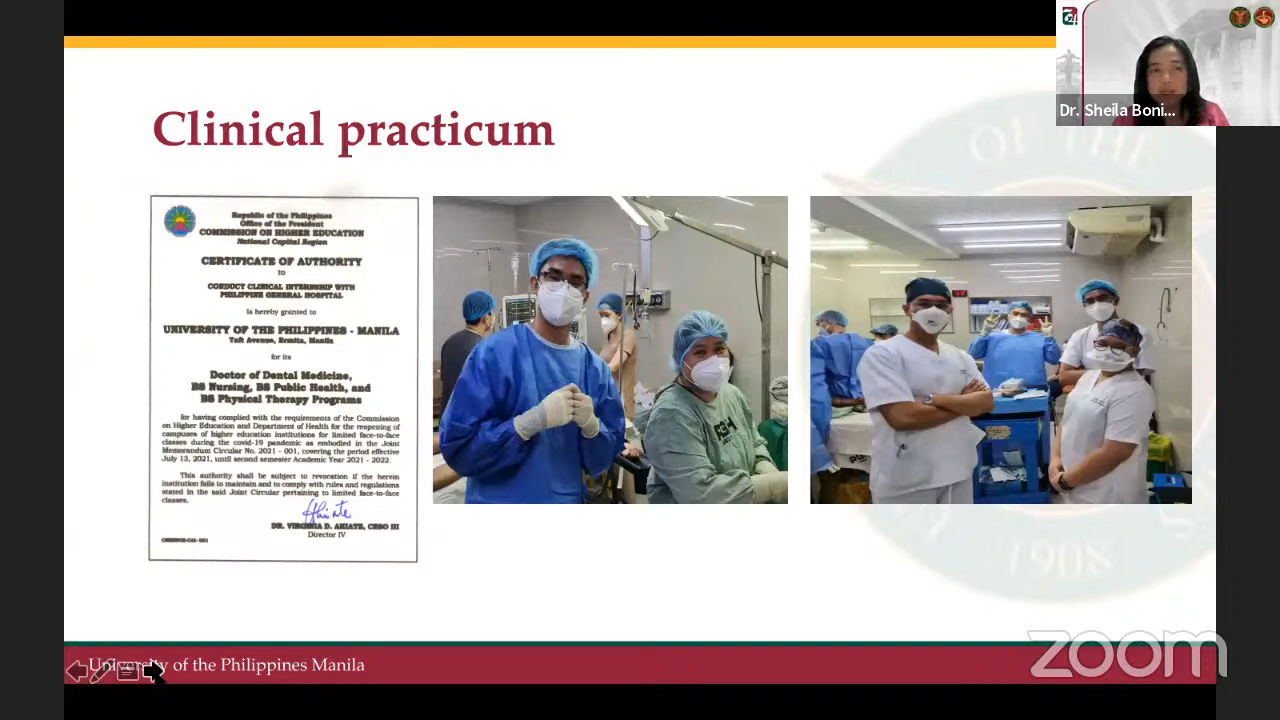 Dr. Sheila Boni...
Clinical practicum
Republic of the Philippines
Office of the President
COMMISSION ON HIGHER EDUCATION
National Capital Region
CERTIFICATE OF AUTHORITY
to
CONDUCT CLINICAL INTERNSHIP WITH
PHILIPPINE GENERAL HOSPITAL
Is hereby granted to
UNIVERSITY OF THE PHILIPPINES - MANILA
Taft Avenue, Ermita, Manila
for its
Doctor of Dental Medicine,
BS Nursing, BS Public Health, and
BS Physical Therapy Programs
for having complied with the requirements of the Commission
on Higher Education and Department of Health for the reopening of
campuses of higher education institutions for limited face-to-face
classes during the covid-19 pandemic as embodied in the Joint
Memorandum Circular No. 2021 - 001, covering the period effective
July 13, 2021, until second semester Academic Year 2021 - 2022.
This authority shall be subject to revocation if the herein
institution fails to maintain and to comply with rules and regulations
stated in the said Joint Circular pertaining to limited face-to-face
classes.
DR. VIRGINIA D. AKIATE, CESO III
Director IV
OF THE
1908
University of the Philippines Manila
zoom